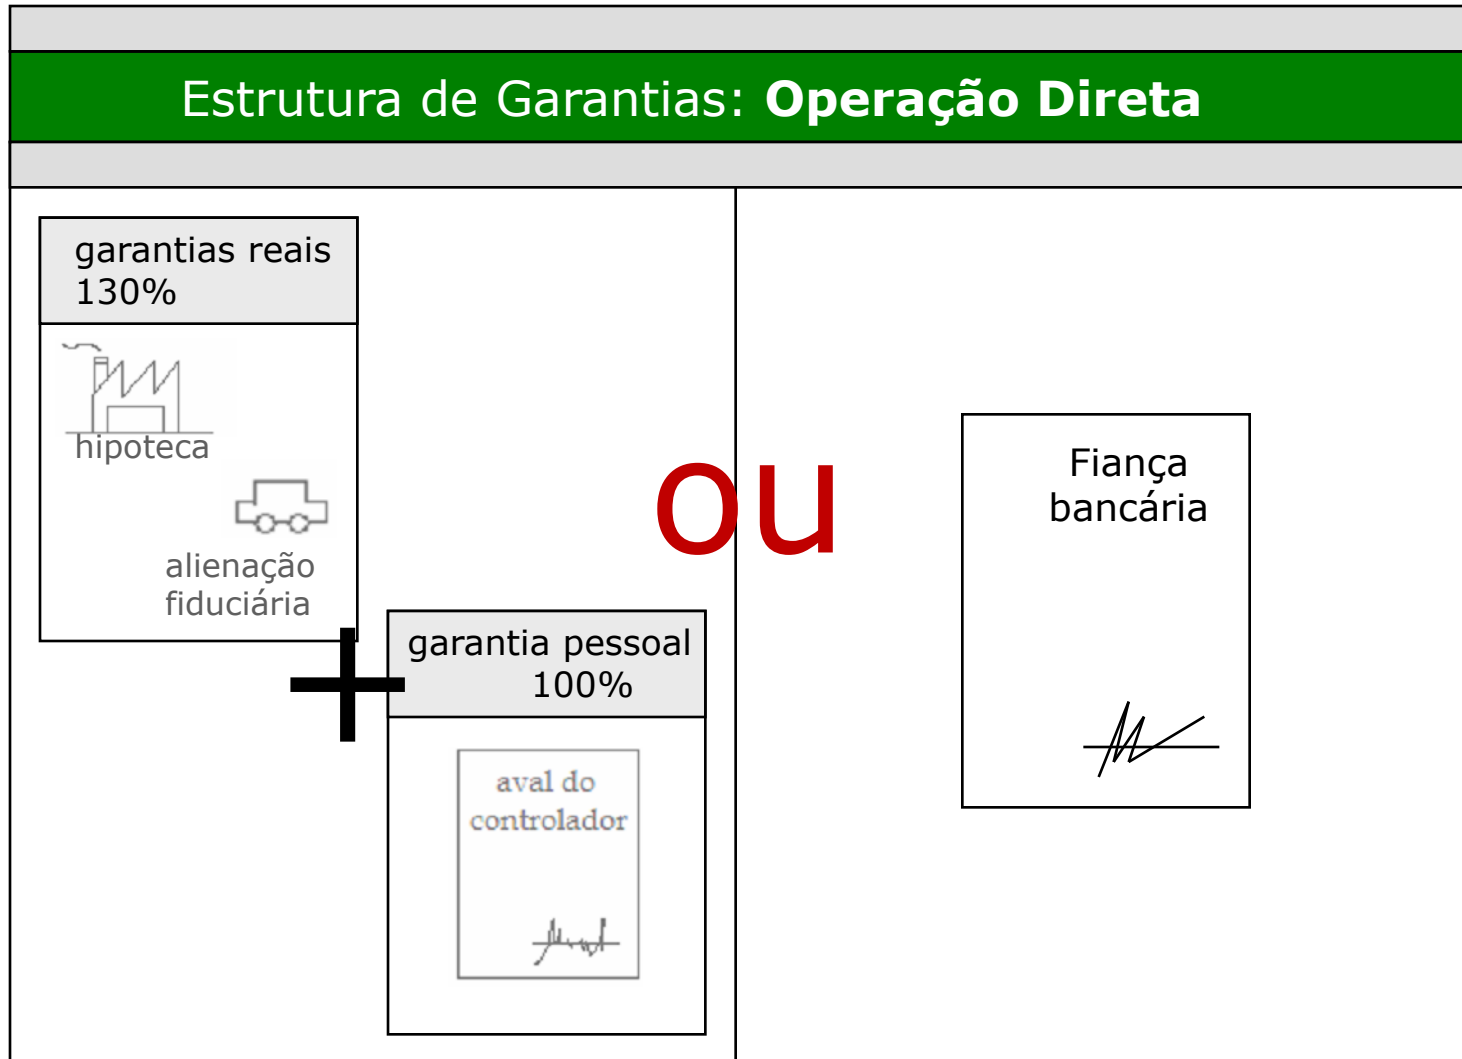 Estrutura de Garantias: Operação Direta
garantias reais
130%
hipoteca
alienação
fiduciária
+
garantia pessoal
100%
aval do
controlador
ou
Fiança
bancária